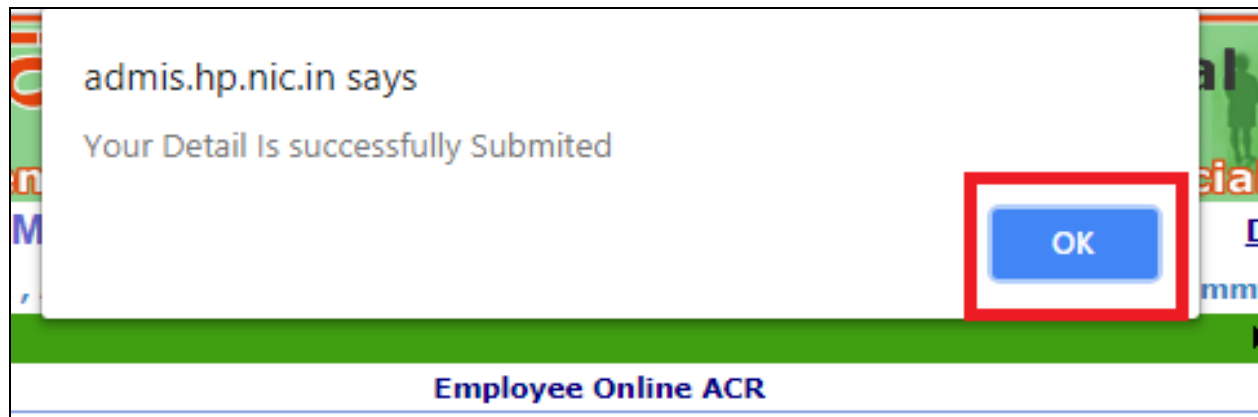 admis.hp.nic.in says
Your Detail Is successfully Submited
OK
Employee Online ACR